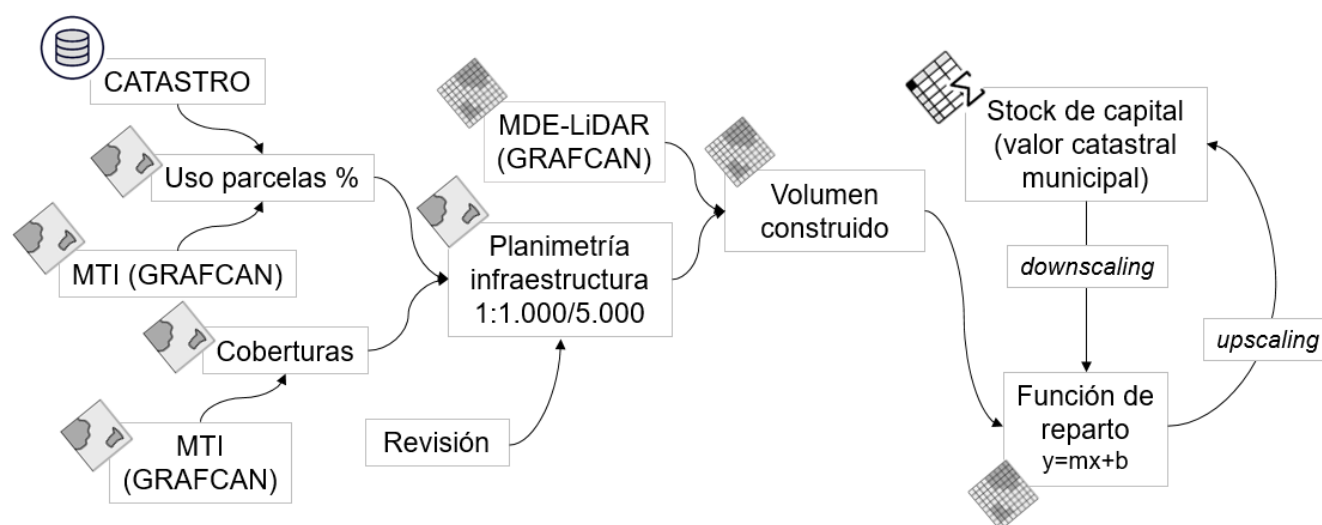 CATASTRO
Uso parcelas %
MTI (GRAFCAN)
Coberturas
MTI
(GRAFCAN)
MDE-LiDAR
(GRAFCAN)
Planimetría
infraestructura
1:1.000/5.000
Revisión
Volumen
construido
Stock de capital
(valor catastral
municipal)
downscaling
upscaling
Función de
reparto
y=mx+b